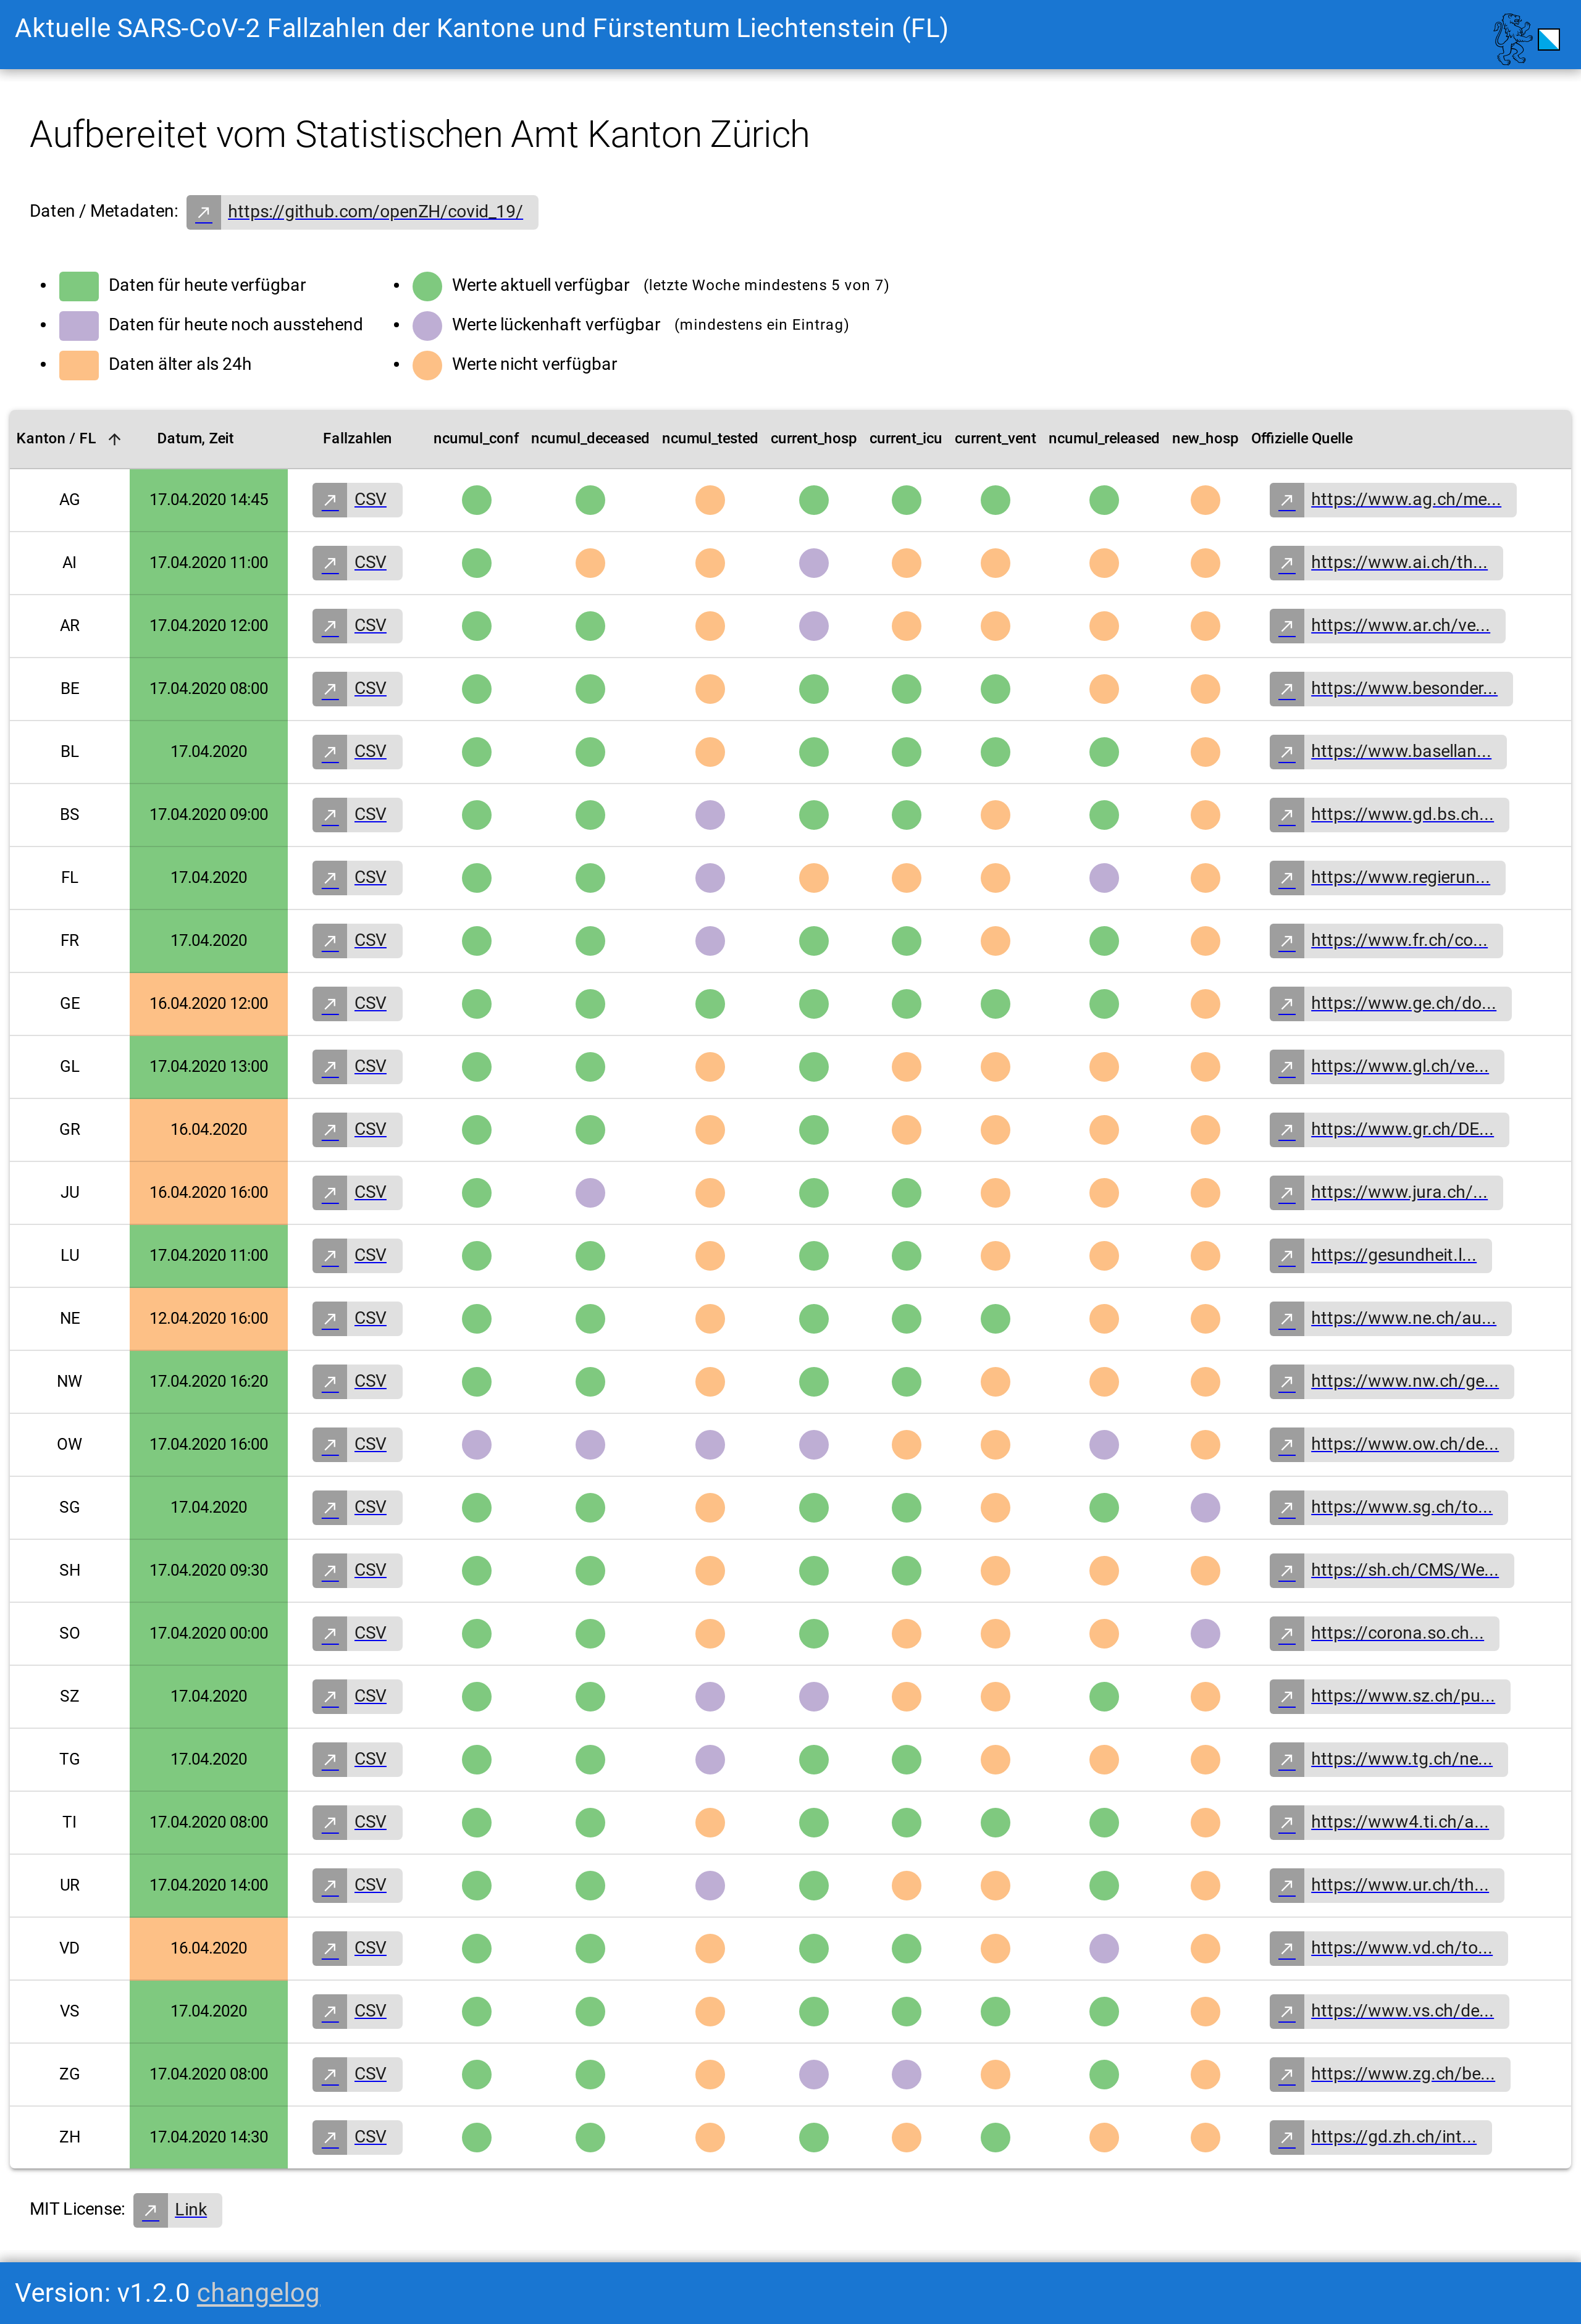 Aktuelle SARS-CoV-2 Fallzahlen der Kantone und Fürstentum Liechtenstein (FL)
Aufbereitet vom Statistischen Amt Kanton Zürich
Daten / Metadaten: https://github.com/openZH/covid_19/
Daten für heute verfügbar
Daten für heute noch ausstehend
Daten älter als 24h
Werte aktuell verfügbar (letzte Woche mindestens 5 von 7)
Werte lückenhaft verfügbar (mindestens ein Eintrag)
Werte nicht verfügbar
Kanton / FL Datum, Zeit Fallzahlen ncumul_conf ncumul_deceased ncumul_tested current_hosp current_icu current_vent ncumul_released new_hosp Offizielle Quelle
AG 17.04.2020 14:45 CSV https://www.ag.ch/me...
AI 17.04.2020 11:00 CSV https://www.ai.ch/th...
AR 17.04.2020 12:00 CSV https://www.ar.ch/ve...
BE 17.04.2020 08:00 CSV https://www.besonder...
BL 17.04.2020 CSV https://www.basellan...
BS 17.04.2020 09:00 CSV https://www.gd.bs.ch...
FL 17.04.2020 CSV https://www.regierun...
FR 17.04.2020 CSV https://www.fr.ch/co...
GE 16.04.2020 12:00 CSV https://www.ge.ch/do...
GL 17.04.2020 13:00 CSV https://www.gl.ch/ve...
GR 16.04.2020 CSV https://www.gr.ch/DE...
JU 16.04.2020 16:00 CSV https://www.jura.ch/...
LU 17.04.2020 11:00 CSV https://gesundheit.l...
NE 12.04.2020 16:00 CSV https://www.ne.ch/au...
NW 17.04.2020 16:20 CSV https://www.nw.ch/ge...
OW 17.04.2020 16:00 CSV https://www.ow.ch/de...
SG 17.04.2020 CSV https://www.sg.ch/to...
SH 17.04.2020 09:30 CSV https://sh.ch/CMS/We...
SO 17.04.2020 00:00 CSV https://corona.so.ch...
SZ 17.04.2020 CSV https://www.sz.ch/pu...
TG 17.04.2020 CSV https://www.tg.ch/ne...
TI 17.04.2020 08:00 CSV https://www4.ti.ch/a...
UR 17.04.2020 14:00 CSV https://www.ur.ch/th...
VD 16.04.2020 CSV https://www.vd.ch/to...
VS 17.04.2020 CSV https://www.vs.ch/de...
ZG 17.04.2020 08:00 CSV https://www.zg.ch/be...
ZH 17.04.2020 14:30 CSV https://gd.zh.ch/int...
MIT License: Link
Version: v1.2.0 changelog